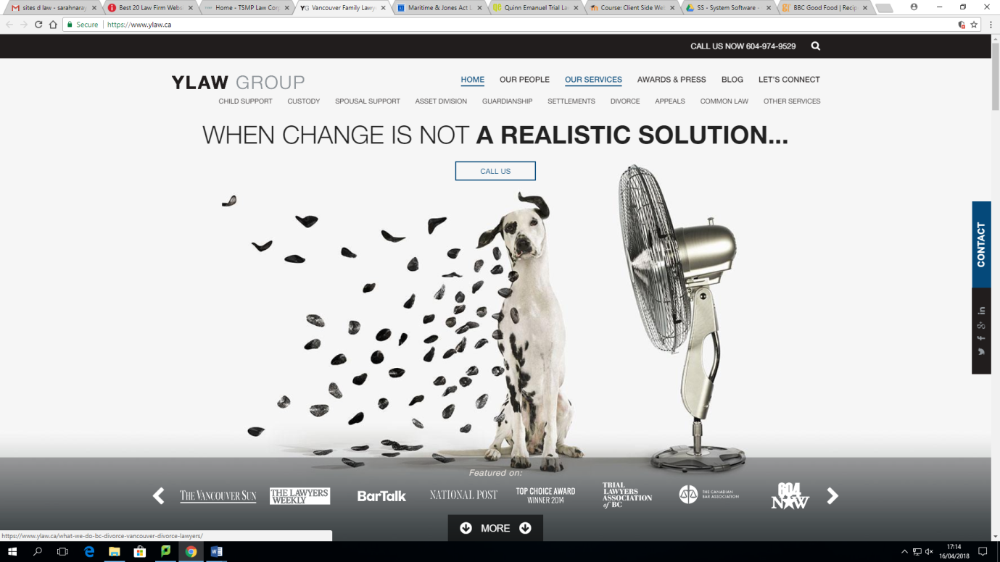 sites d law - sarahnaray
Best 20 Law Firm Webs
Home - TSMP Law Corp
YG Vancouver Family Lawye
Maritime & Jones Act L
Quinn Emanuel Trial La
Course: Client Side Web
SS - System Software -
BBC Good Food | Recip
Secure | https://www.ylaw.ca
CALL US NOW 604-974-9529
YLAW GROUP
HOME OUR PEOPLE OUR SERVICES AWARDS & PRESS BLOG LET'S CONNECT
CHILD SUPPORT CUSTODY SPOUSAL SUPPORT ASSET DIVISION GUARDIANSHIP SETTLEMENTS DIVORCE APPEALS COMMON LAW OTHER SERVICES
WHEN CHANGE IS NOT A REALISTIC SOLUTION...
CALL US
CONTACT
Featured on:
THE VANCOUVER SUN
THE LAWYERS
WEEKLY
BarTalk
NATIONAL POST
TOP CHOICE AWARD
WINNER 2014
TRIAL
LAWYERS
ASSOCIATION
of BC
THE CANADIAN
BAR ASSOCIATION
604
NOW
MORE
https://www.ylaw.ca/what-we-do-bc-divorce-vancouver-divorce-lawyers/
17:14
16/04/2018